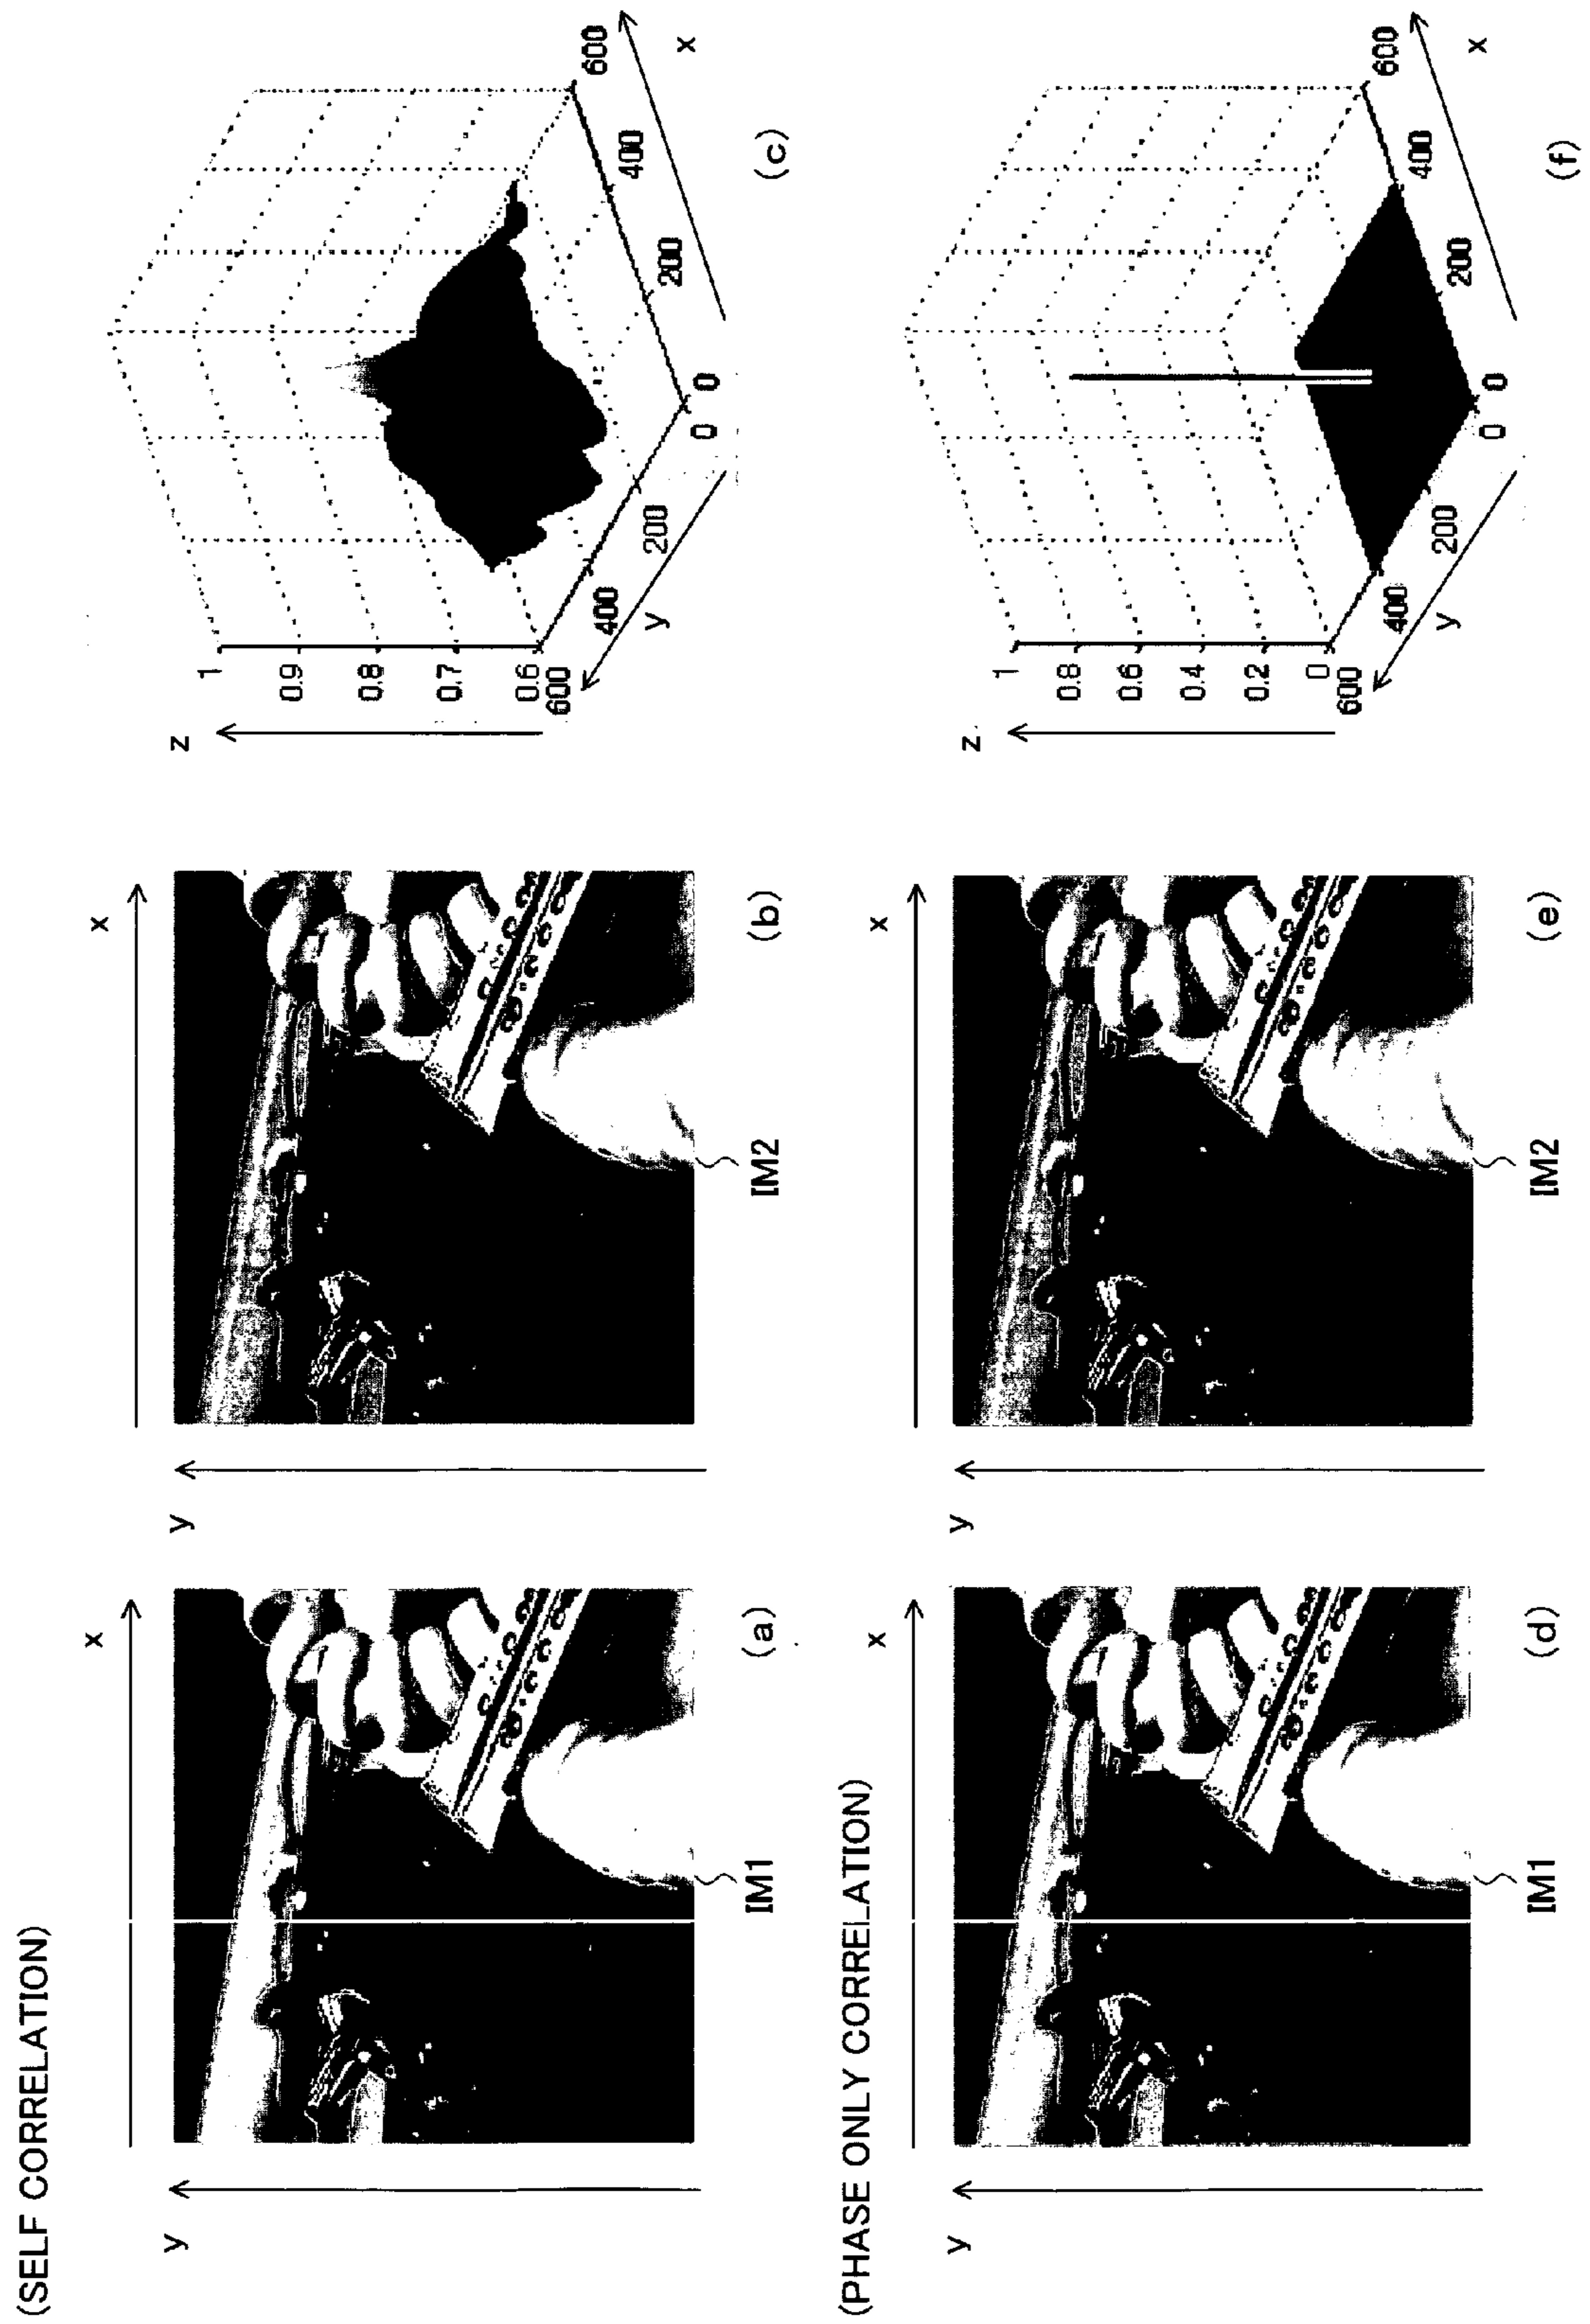 (SELF CORRELATION)
y
x
IM1
(a)
y
x
IM2
(b)
z
1
0.9
0.8
0.7
0.6
600
400
200
0
y
0
200
400
600
x
(c)
(PHASE ONLY CORRELATION)
y
x
IM1
(d)
y
x
IM2
(e)
z
1
0.8
0.6
0.4
0.2
0
600
400
200
0
y
0
200
400
600
x
(f)